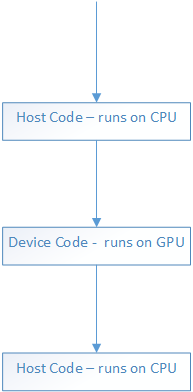 Host Code – runs on CPU
Device Code - runs on GPU
Host Code – runs on CPU